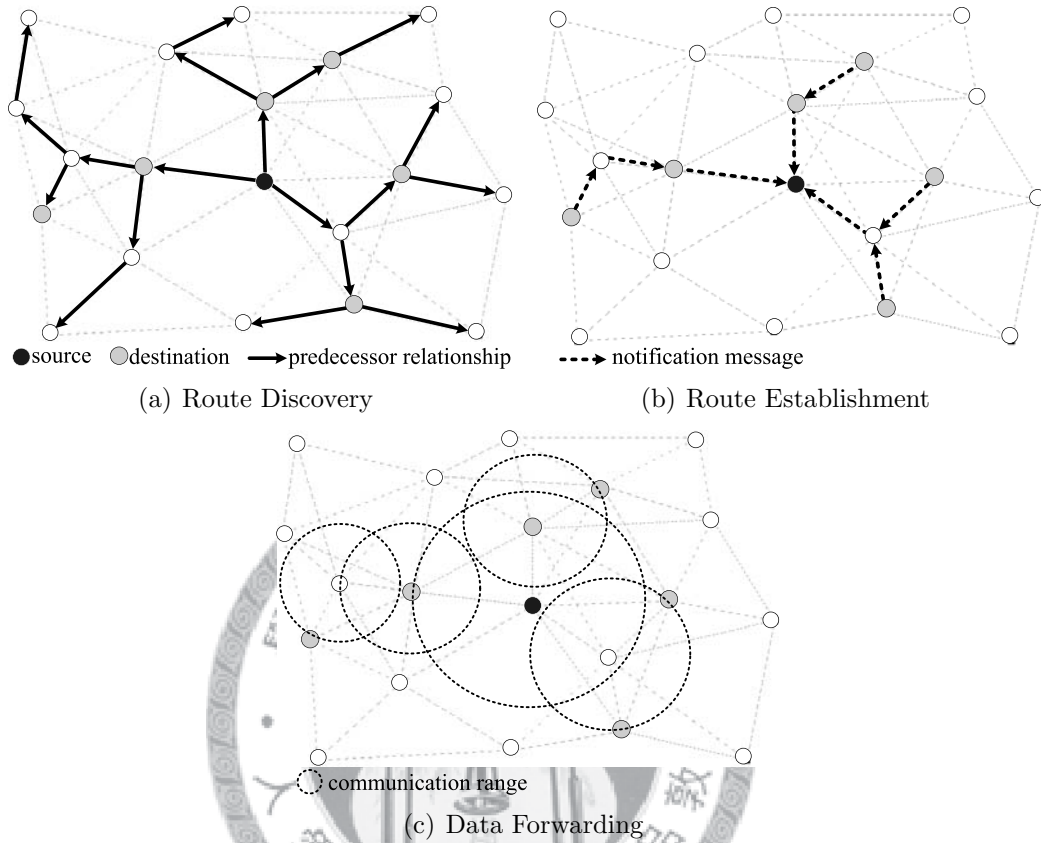 source destination predecessor relationship
notification message
(a) Route Discovery
(b) Route Establishment
communication range
(c) Data Forwarding